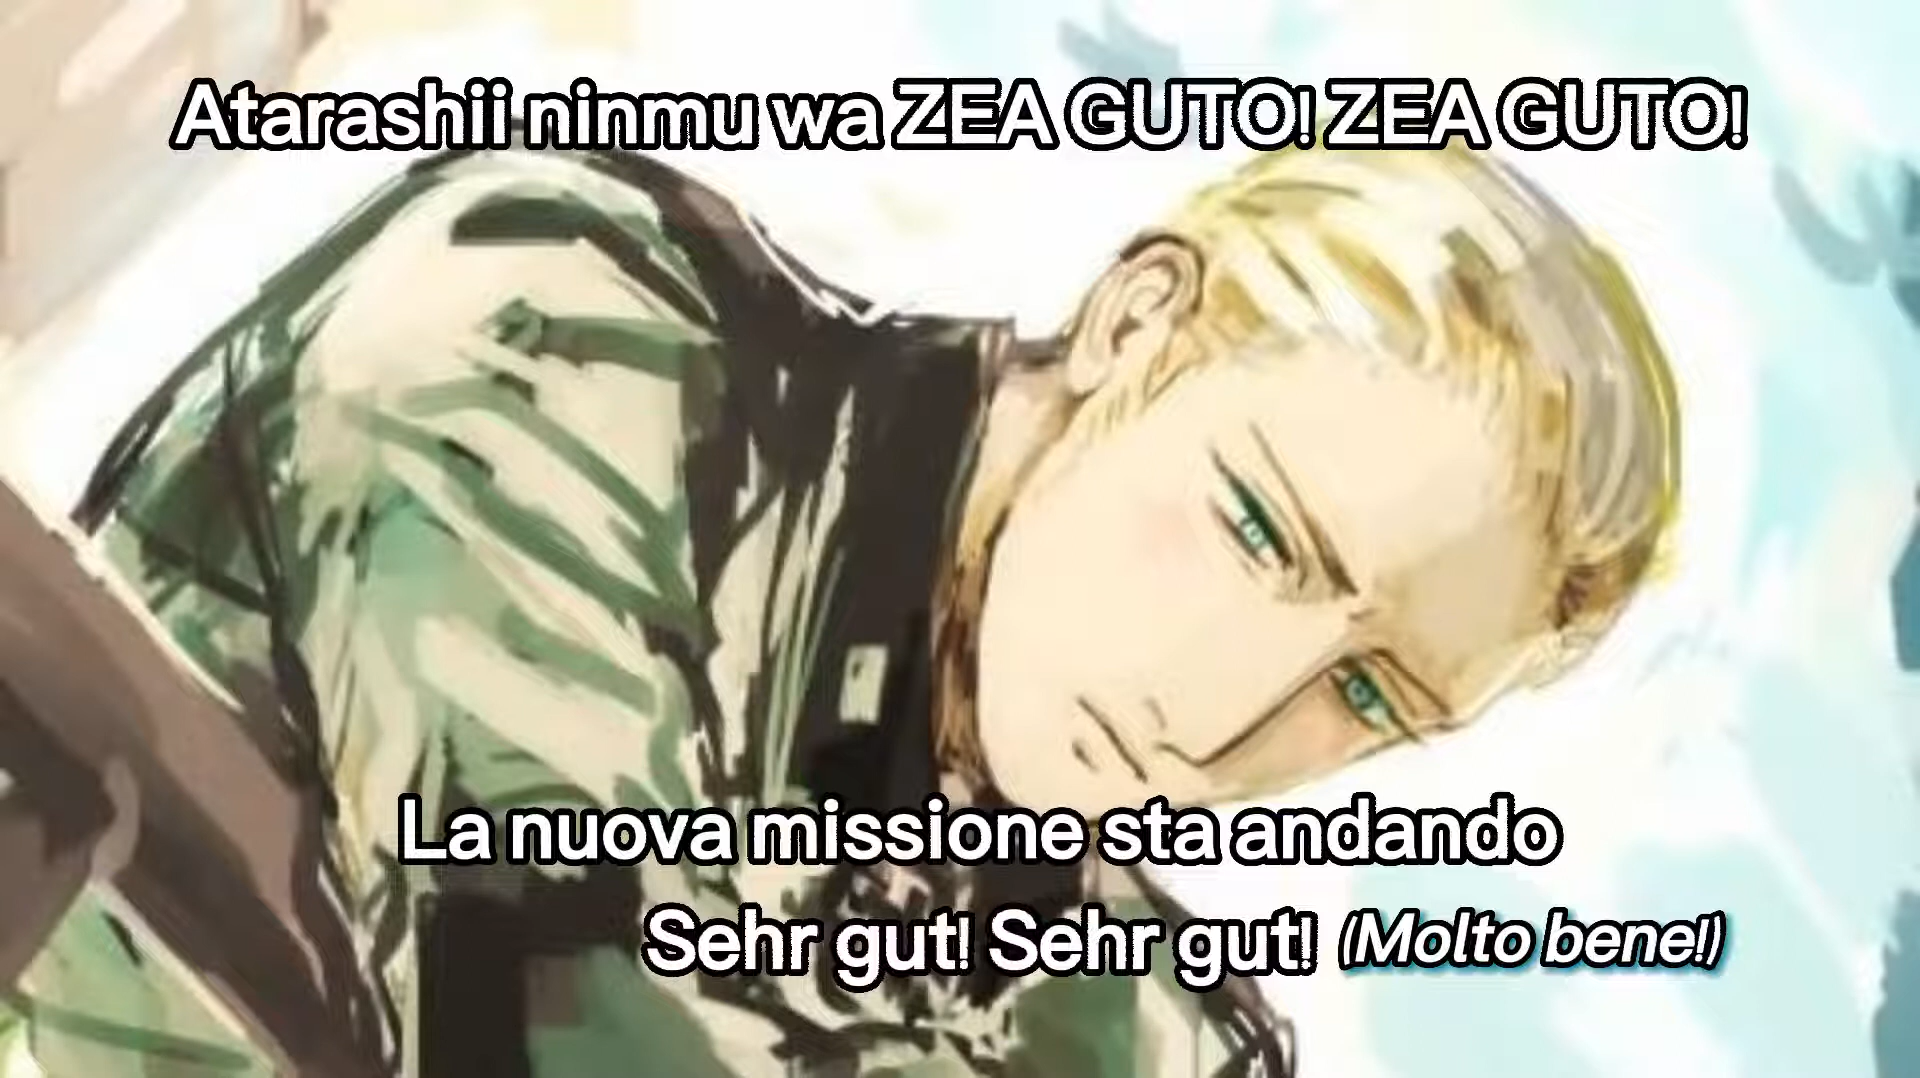 Atarashii ninmu wa ZEA GUTO! ZEA GUTO!
La nuova missione sta andando
Sehr gut! Sehr gut! (Molto bene!)